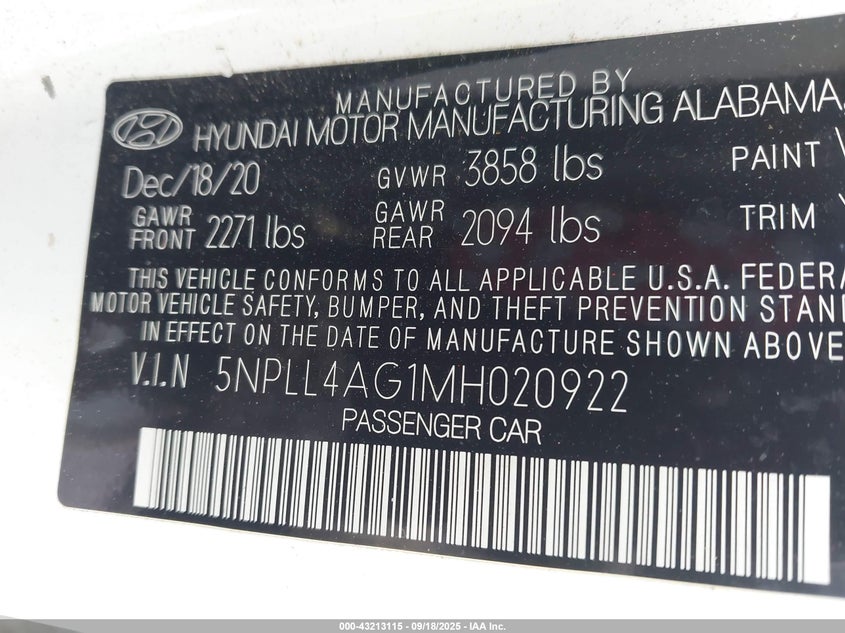 MANUFACTURED BY
HYUNDAI MOTOR MANUFACTURING ALABAMA,
Dec/18/20 GVWR 3858 lbs PAINT
GAWR FRONT 2271 lbs GAWR REAR 2094 lbs TRIM
THIS VEHICLE CONFORMS TO ALL APPLICABLE U.S.A. FEDERA
MOTOR VEHICLE SAFETY, BUMPER, AND THEFT PREVENTION STAN
IN EFFECT ON THE DATE OF MANUFACTURE SHOWN ABOVE
V.I.N 5NPLL4AG1MH020922
PASSENGER CAR
000-43213115 - 09/18/2025 - IAA Inc.